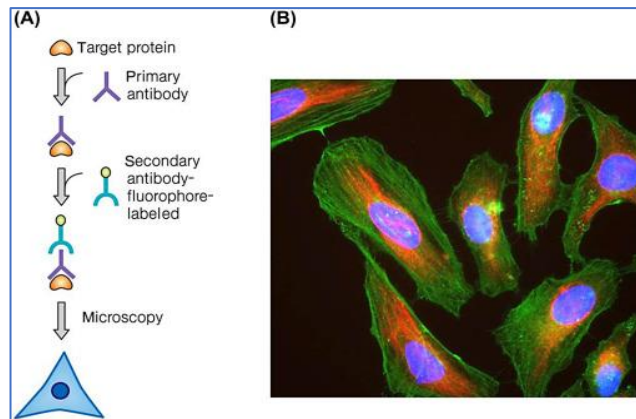 (A)
Target protein
Primary
antibody
Secondary
antibody-
fluorophore-
labeled
Microscopy
(B)